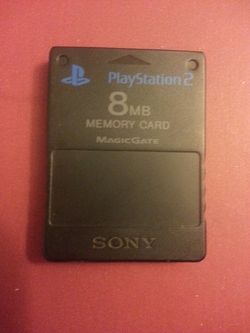 PlayStation 2
8MB
MEMORY CARD
MAGICGATE
SONY